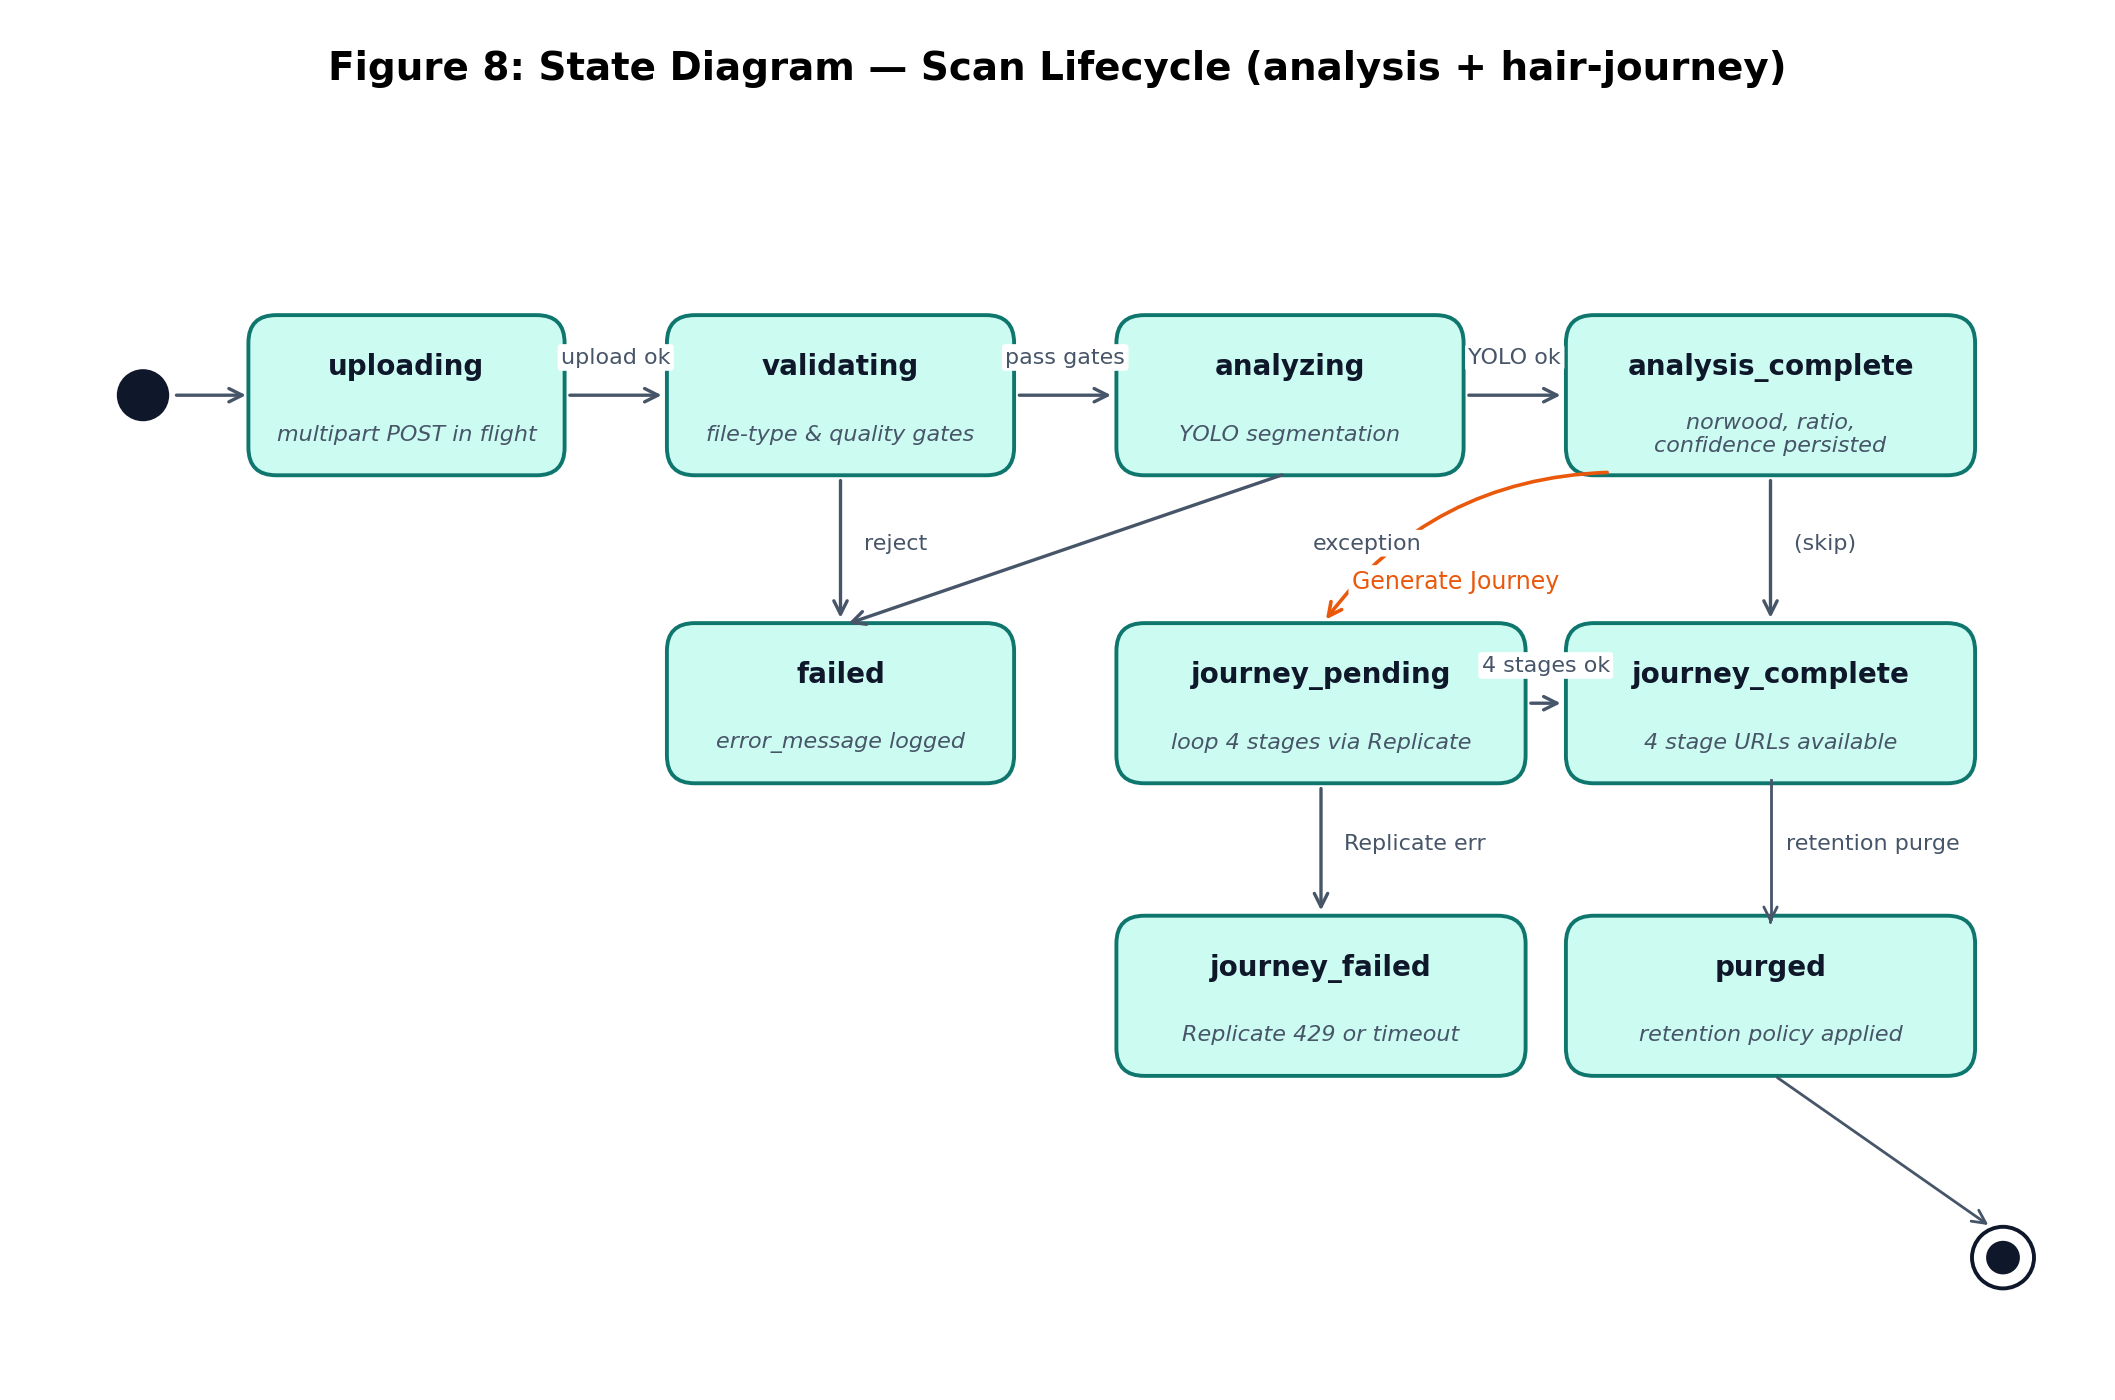 Figure 8: State Diagram — Scan Lifecycle (analysis + hair-journey)
uploading
multipart POST in flight
upload ok
validating
file-type & quality gates
pass gates
analyzing
YOLO segmentation
YOLO ok
analysis_complete
norwood, ratio,
confidence persisted
reject
exception
Generate Journey
(skip)
failed
error_message logged
journey_pending
loop 4 stages via Replicate
4 stages ok
journey_complete
4 stage URLs available
Replicate err
retention purge
journey_failed
Replicate 429 or timeout
purged
retention policy applied